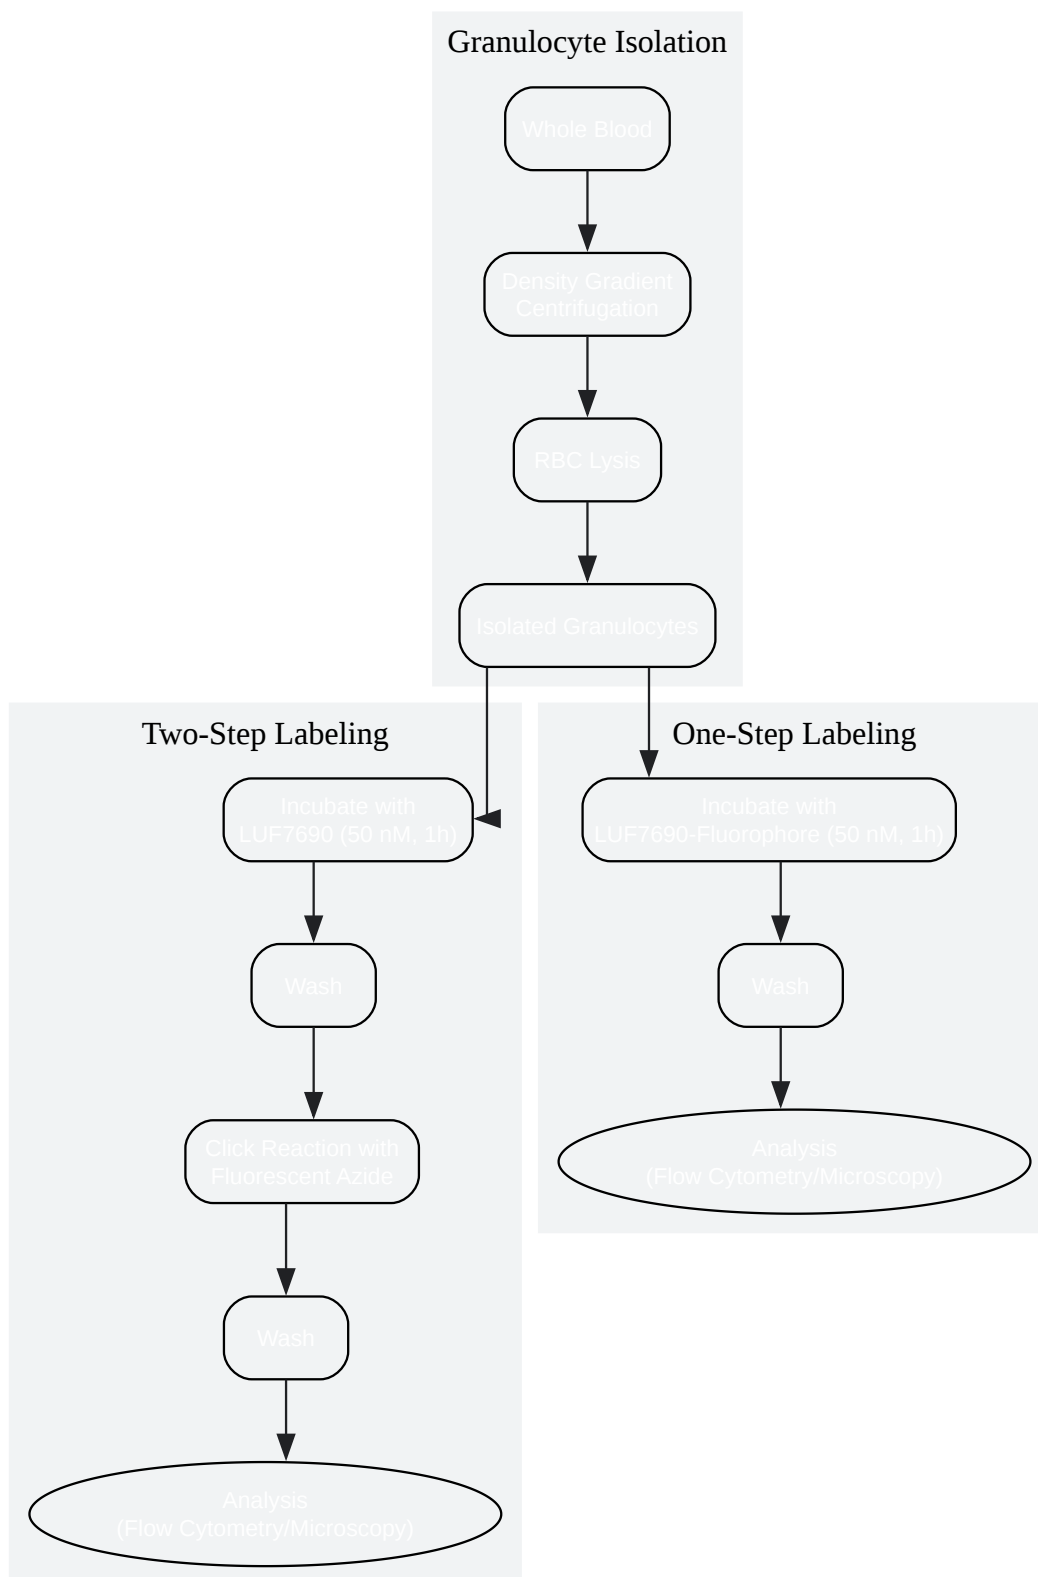 Granulocyte Isolation
Whole Blood
Density Gradient
Centrifugation
RBC Lysis
Isolated Granulocytes
Two-Step Labeling
Incubate with
LUF7690 (50 nM, 1h)
Wash
Click Reaction with
Fluorescent Azide
Wash
Analysis
(Flow Cytometry/Microscopy)
One-Step Labeling
Incubate with
LUF7690-Fluorophore (50 nM, 1h)
Wash
Analysis
(Flow Cytometry/Microscopy)